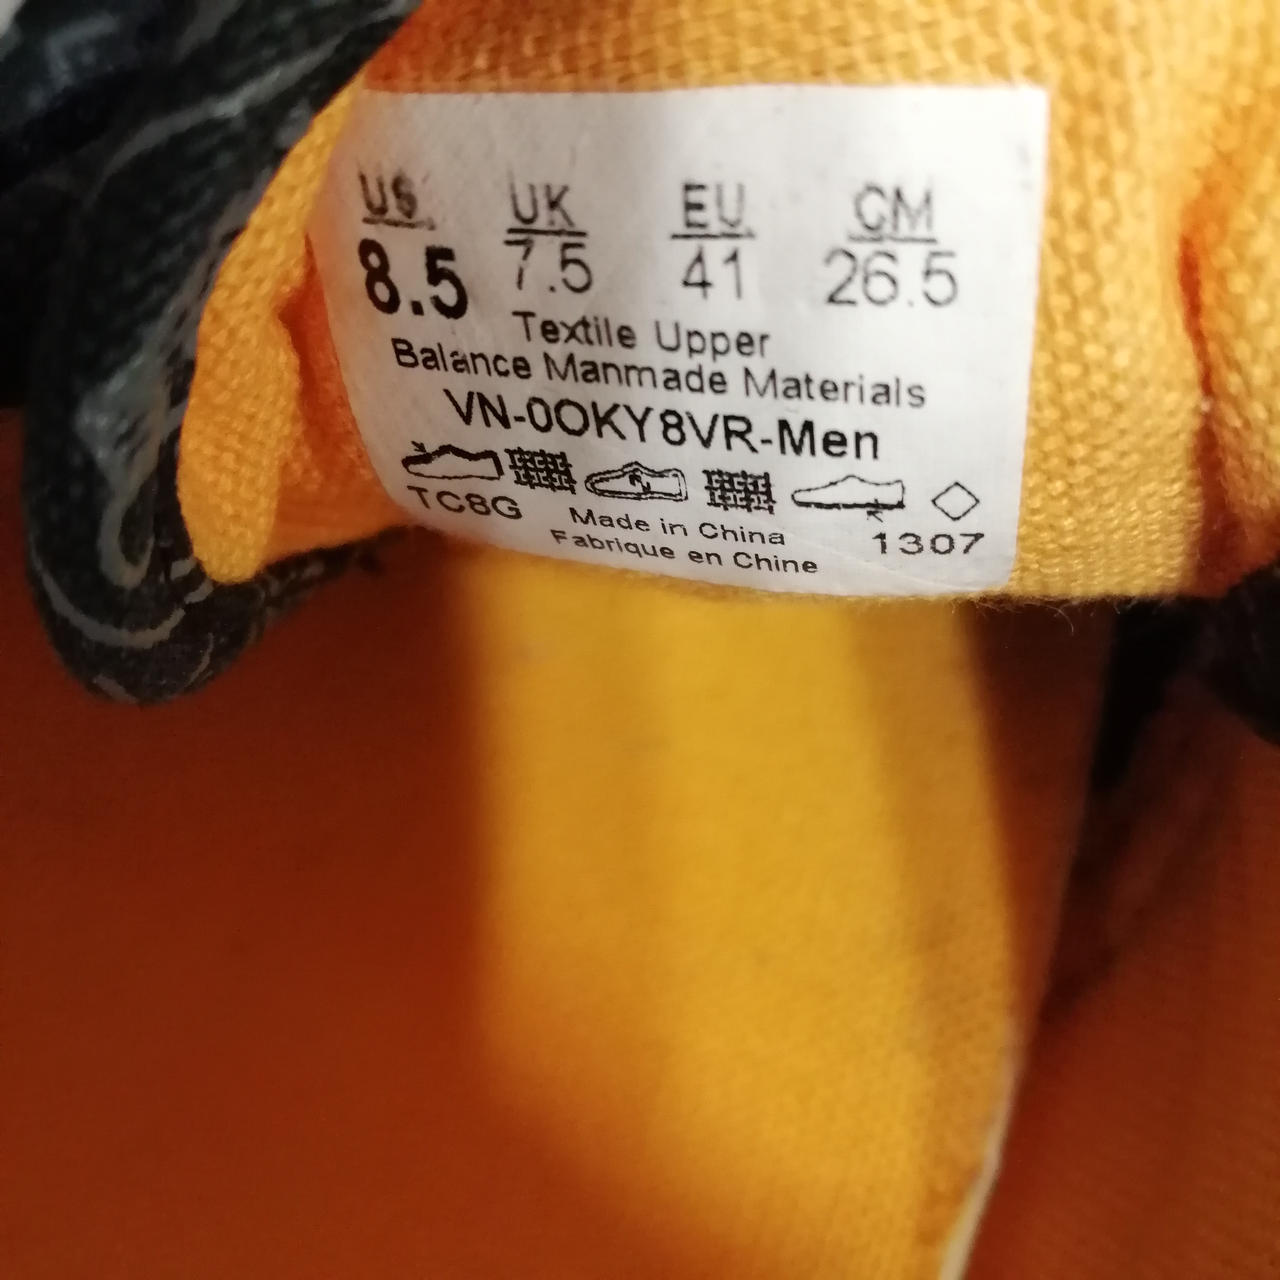 US UK EU CM
8.5 7.5 41 26.5
Textile Upper
Balance Manmade Materials
VN-0OKY8VR-Men
TC8G Made in China 1307
Fabrique en Chine